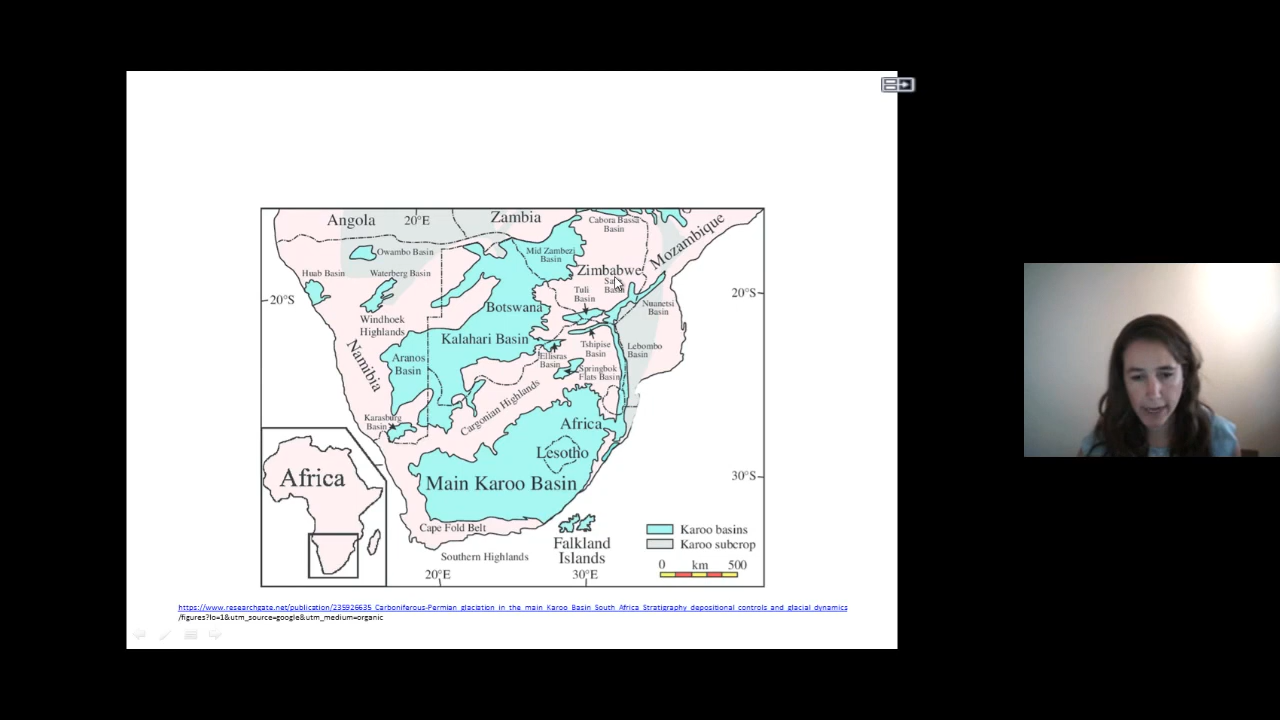 Angola
20°E
Zambia
Cabora Bassa
Basin
Mozambique
Owambo Basin
Mid Zambezi
Basin
Huab Basin
Waterberg Basin
Zimbabwe
Basin
20°S
Tuli
Basin
20°S
Nuanetsi
Basin
Windhoek
Highlands
Botswana
Namibia
Kalahari Basin
Aranos
Basin
Ellisras
Basin
Tshipise
Basin
Lebombo
Basin
Springbok
Flats Basin
Cargonian Highlands
Karasburg
Basin
Africa
Lesotho
Africa
Main Karoo Basin
30°S
Cape Fold Belt
Southern Highlands
Falkland
Islands
Karoo basins
Karoo subcrop
0 km 500
20°E
30°E
https://www.researchgate.net/publication/235926635_Carboniferous-Permian_glaciation_in_the_main_Karoo_Basin_South_Africa_Stratigraphy_depositional_controls_and_glacial_dynamics
/figures?lo=1&utm_source=google&utm_medium=organic